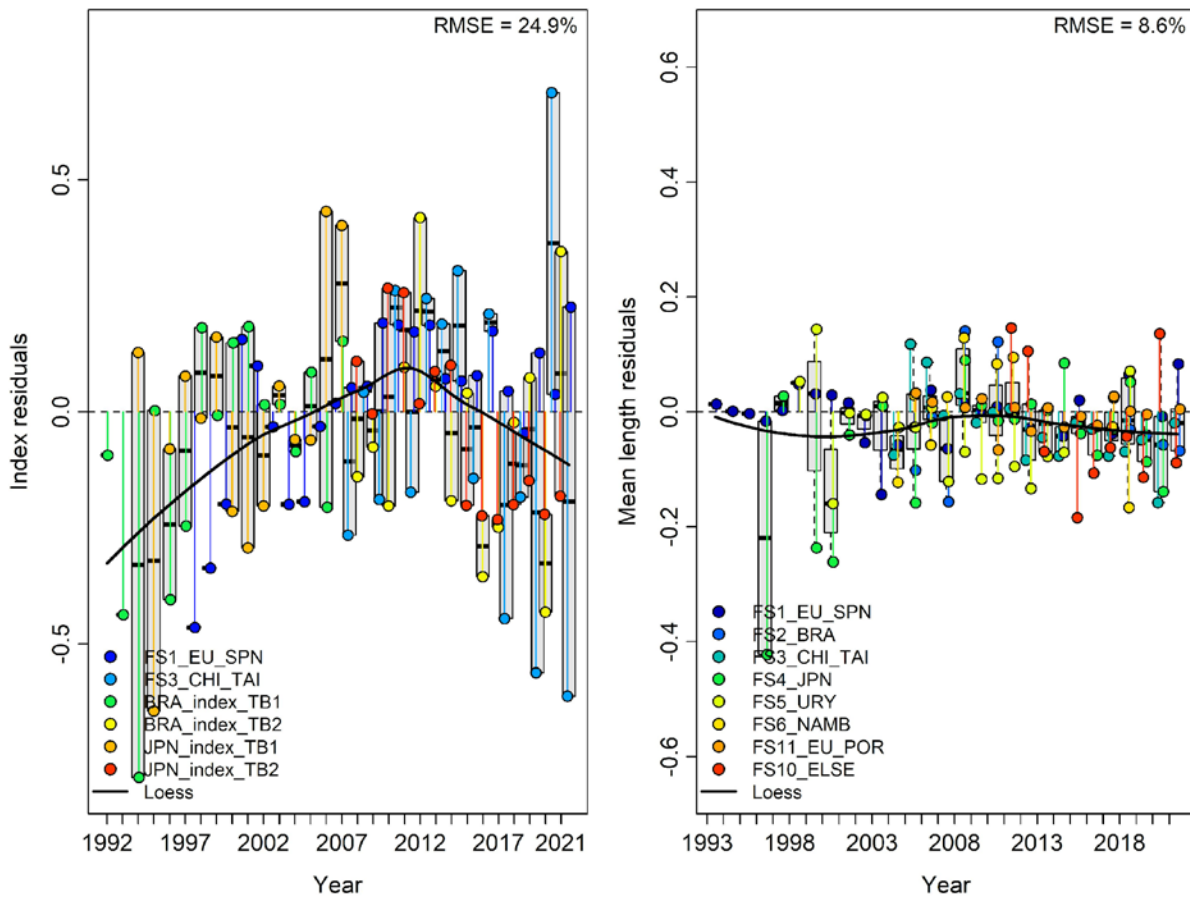 RMSE = 24.9%
Index residuals
0.5
0.0
-0.5
FS1_EU_SPN
FS3_CHI_TAI
BRA_index_TB1
BRA_index_TB2
JPN_index_TB1
JPN_index_TB2
Loess
1992 1997 2002 2007 2012 2017 2021
Year
RMSE = 8.6%
Mean length residuals
0.6
0.4
0.2
0.0
-0.2
-0.4
-0.6
FS1_EU_SPN
FS2_BRA
FS3_CHI_TAI
FS4_JPN
FS5_URY
FS6_NAMB
FS11_EU_POR
FS10_ELSE
Loess
1993 1998 2003 2008 2013 2018
Year